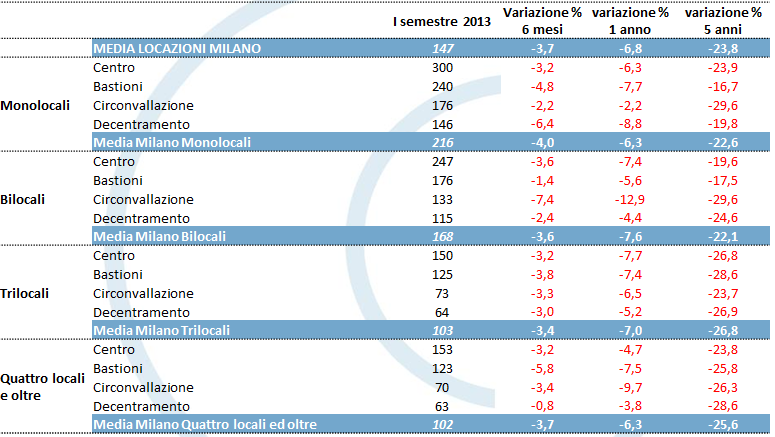 I semestre 2013 Variazione % 6 mesi variazione % 1 anno variazione % 5 anni
MEDIA LOCAZIONI MILANO 147 -3,7 -6,8 -23,8
Monolocali
Centro 300 -3,2 -6,3 -23,9
Bastioni 240 -4,8 -7,7 -16,7
Circonvallazione 176 -2,2 -2,2 -29,6
Decentramento 146 -6,4 -8,8 -19,8
Media Milano Monolocali 216 -4,0 -6,3 -22,6
Bilocali
Centro 247 -3,6 -7,4 -19,6
Bastioni 176 -1,4 -5,6 -17,5
Circonvallazione 133 -7,4 -12,9 -29,6
Decentramento 115 -2,4 -4,4 -24,6
Media Milano Bilocali 168 -3,6 -7,6 -22,1
Trilocali
Centro 150 -3,2 -7,7 -26,8
Bastioni 125 -3,8 -7,4 -28,6
Circonvallazione 73 -3,3 -6,5 -23,7
Decentramento 64 -3,0 -5,2 -26,9
Media Milano Trilocali 103 -3,4 -7,0 -26,8
Quattro locali e oltre
Centro 153 -3,2 -4,7 -23,8
Bastioni 123 -5,8 -7,5 -25,8
Circonvallazione 70 -3,4 -9,7 -26,3
Decentramento 63 -0,8 -3,8 -28,6
Media Milano Quattro locali ed oltre 102 -3,7 -6,3 -25,6